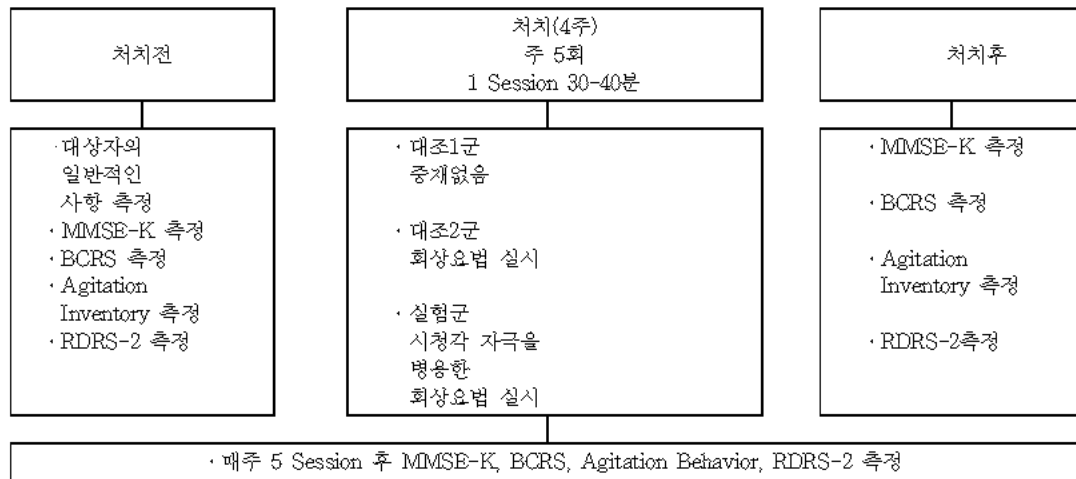 처치전
처치(4주)
주 5회
1 Session 30-40분
처치후
·대상자의
일반적인
사항 측정
·MMSE-K 측정
·BCRS 측정
·Agitation
Inventory 측정
·RDRS-2 측정
·대조1군
중재없음
·대조2군
회상요법 실시
·실험군
시청각 자극을
병용한
회상요법 실시
·MMSE-K 측정
·BCRS 측정
·Agitation
Inventory 측정
·RDRS-2측정
·매주 5 Session 후 MMSE-K, BCRS, Agitation Behavior, RDRS-2 측정